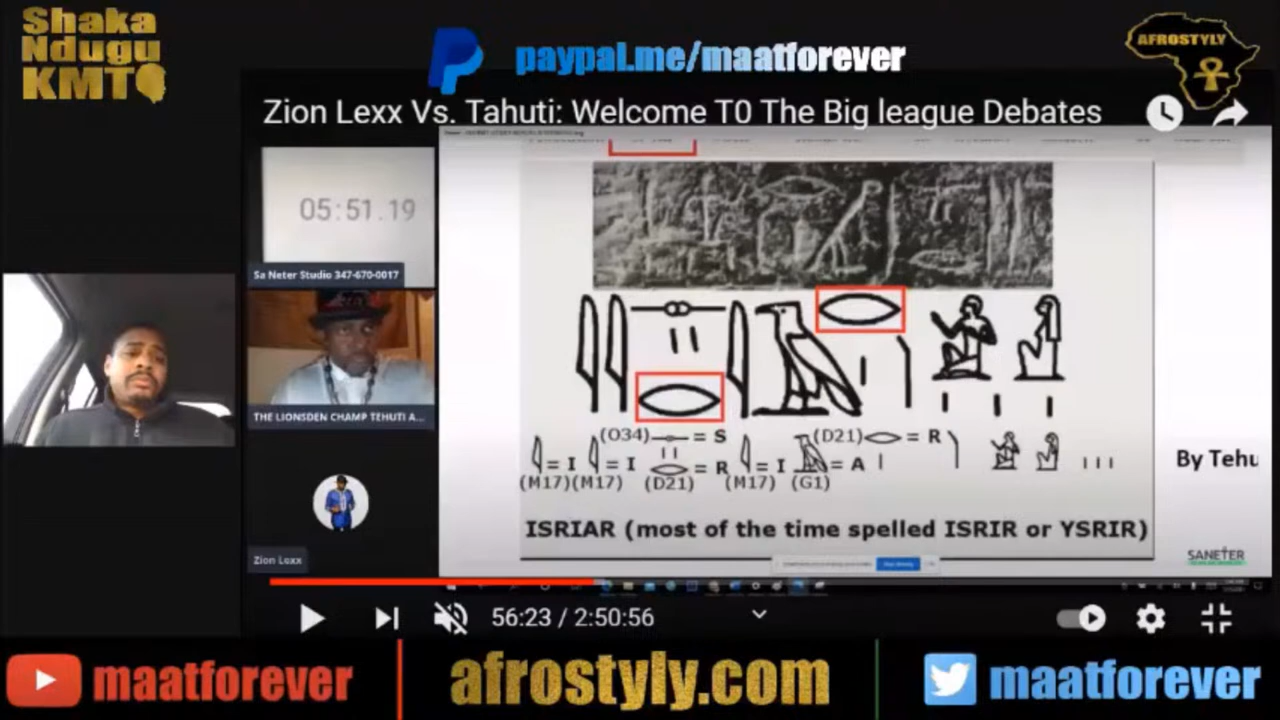 Shaka
Ndugu
KMT
paypal.me/maatforever
AFROSTYLY
Zion Lexx Vs. Tahuti: Welcome T0 The Big league Debates
05:51.19
Sa Neter Studio 347-670-0017
THE LIONSDEN CHAMP TEHUTI A...
Zion Lexx
(O34) = S
(D21) = R
= I = I = R = I = A
(M17)(M17) (D21) (M17) (G1)
By Tehu
ISRIAR (most of the time spelled ISRIR or YSRIR)
SANETER
56:23 / 2:50:56
maatforever
afrostyly.com
maatforever